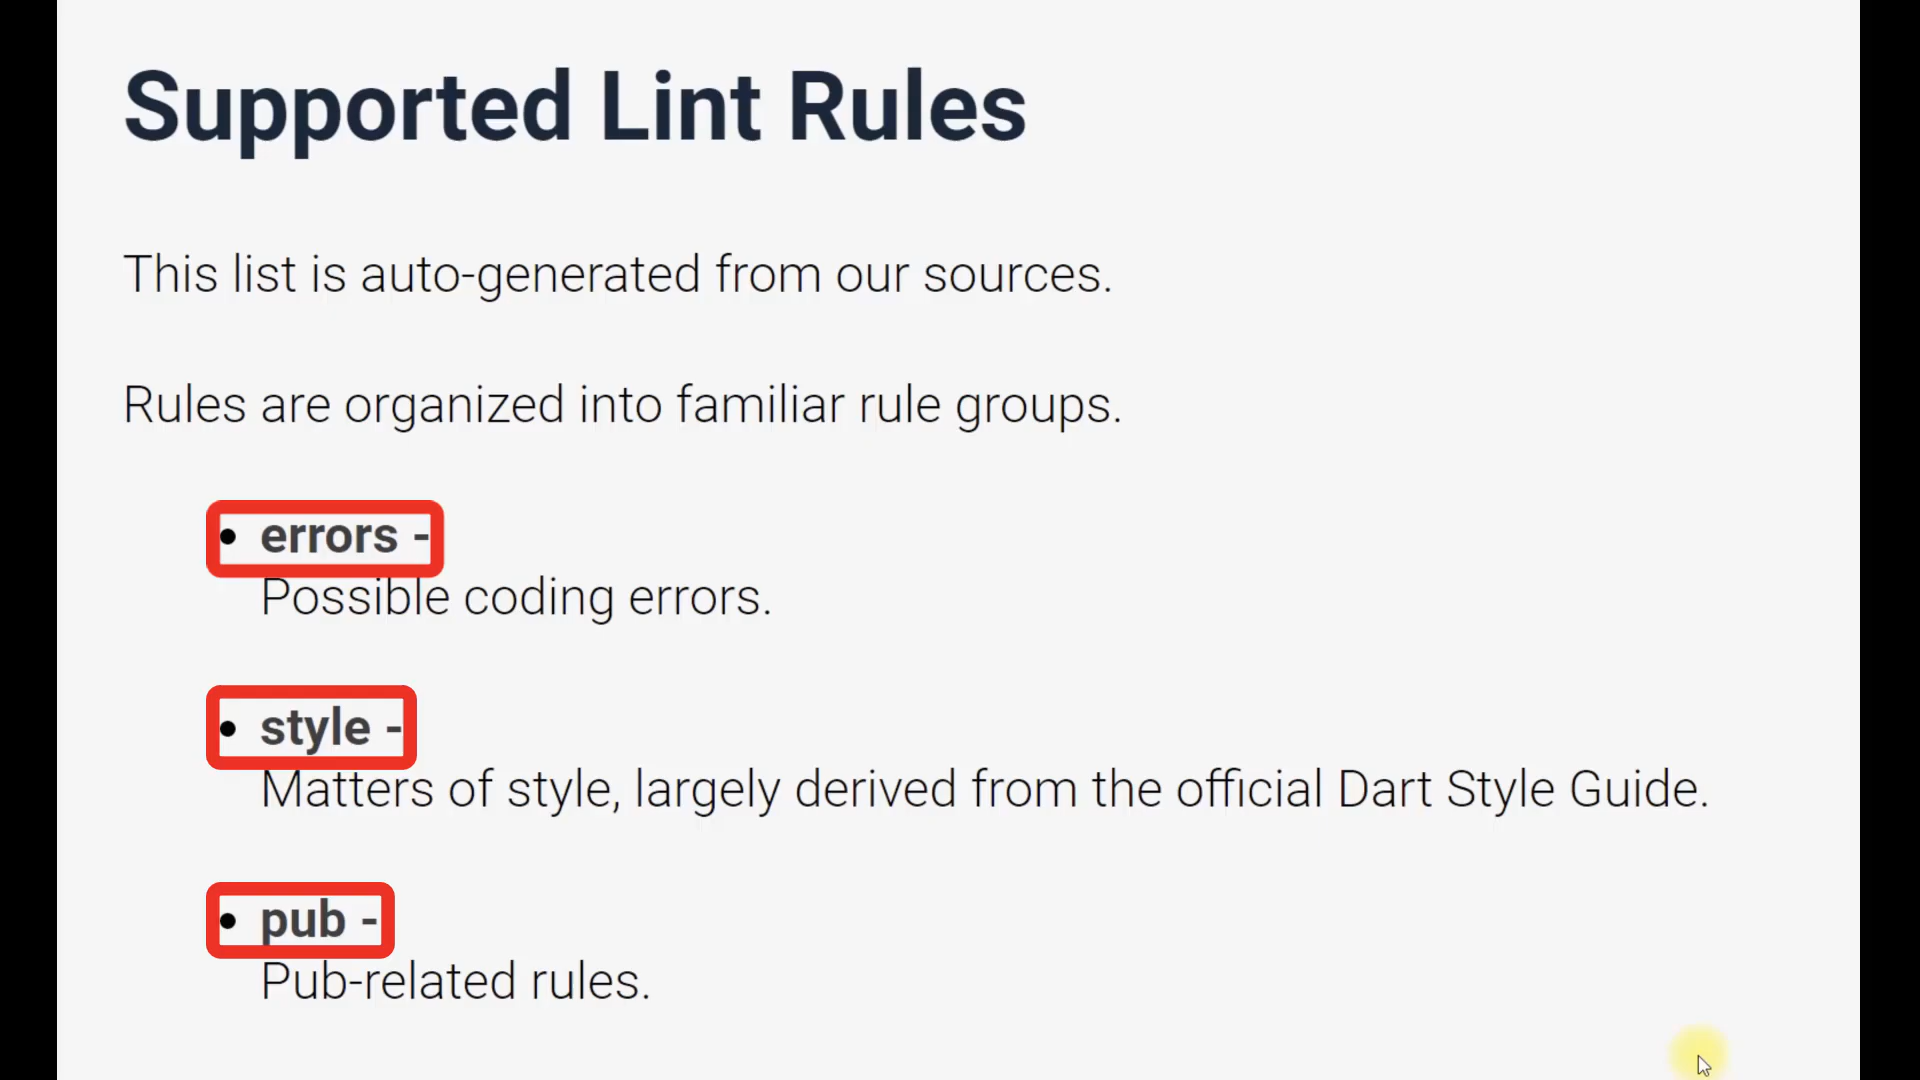 Supported Lint Rules
This list is auto-generated from our sources.
Rules are organized into familiar rule groups.
• errors -
Possible coding errors.
• style -
Matters of style, largely derived from the official Dart Style Guide.
• pub -
Pub-related rules.